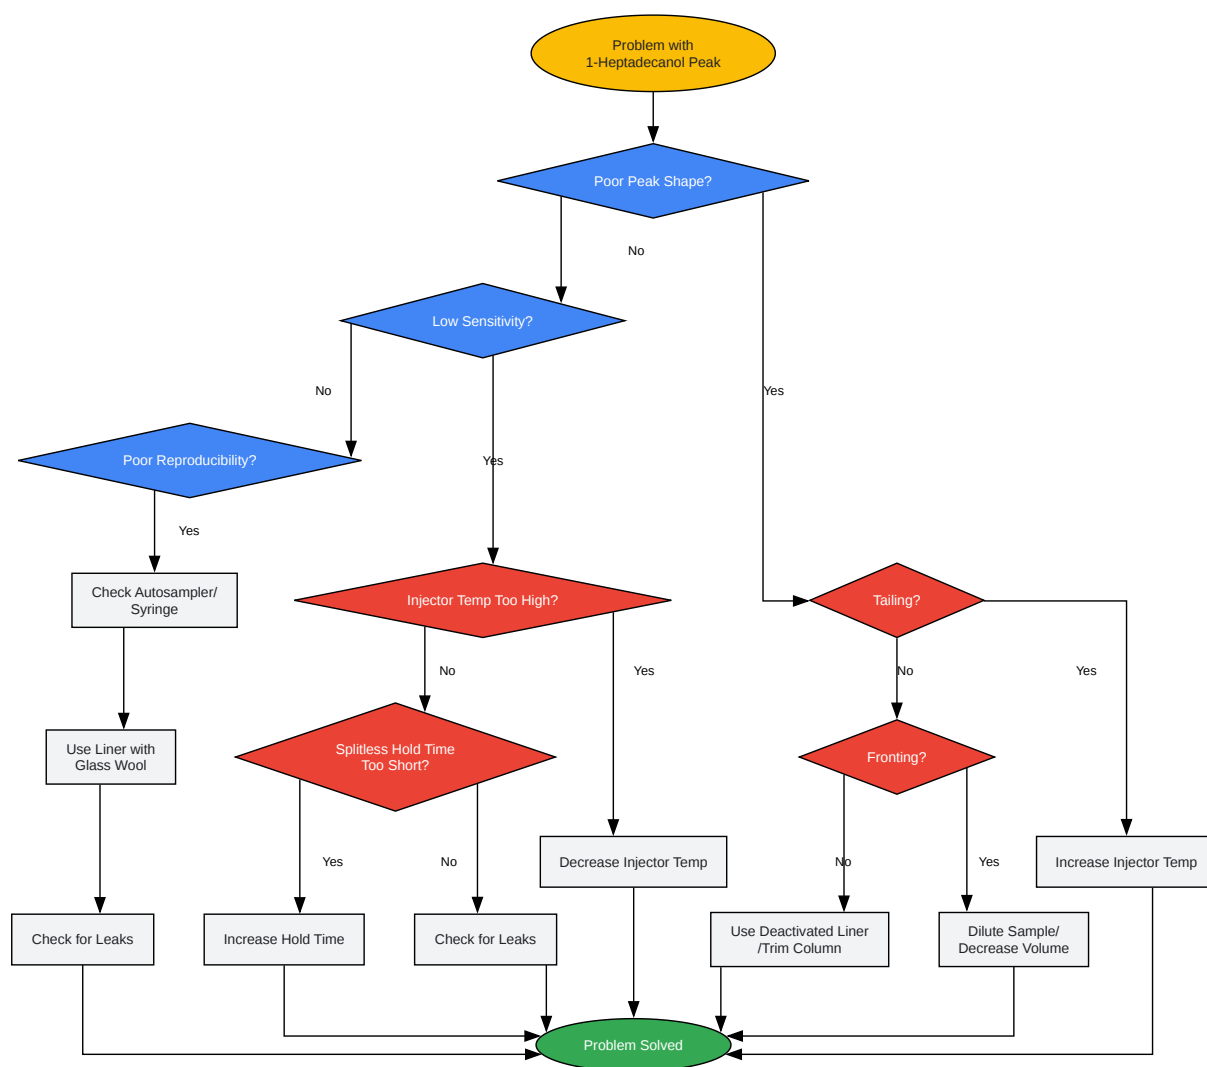 Problem with
1-Heptadecanol Peak
Poor Peak Shape?
No
Low Sensitivity?
No
Yes
Poor Reproducibility?
Yes
Yes
Check Autosampler/
Syringe
Injector Temp Too High?
Tailing?
No
Yes
No
Yes
Use Liner with
Glass Wool
Splitless Hold Time
Too Short?
Fronting?
Yes
No
Decrease Injector Temp
No
Yes
Increase Injector Temp
Check for Leaks
Increase Hold Time
Check for Leaks
Use Deactivated Liner
/Trim Column
Dilute Sample/
Decrease Volume
Problem Solved